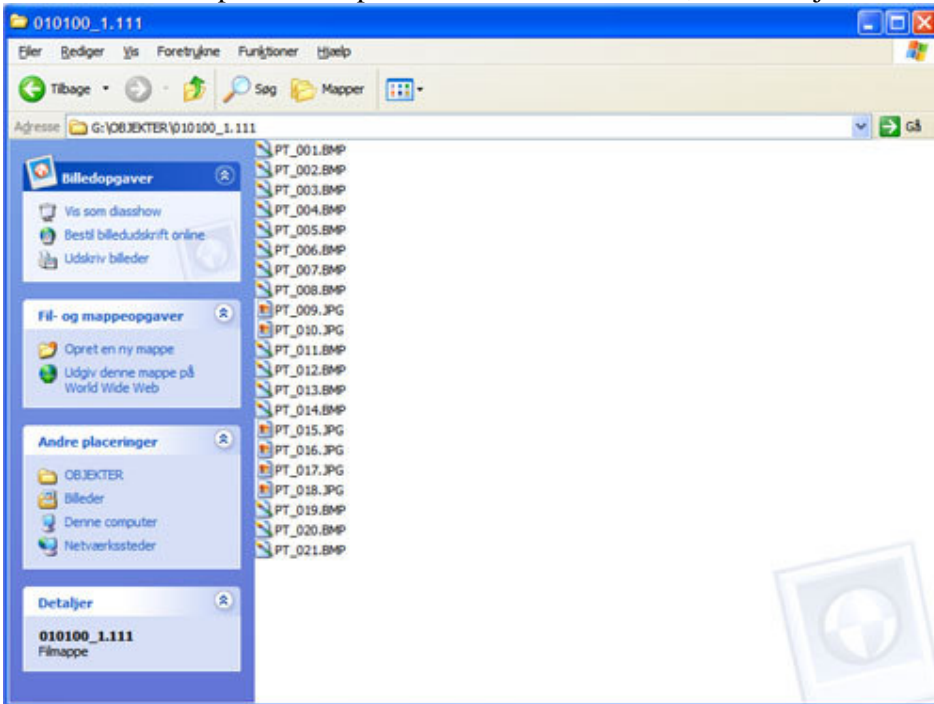 010100_1.111
Filer Rediger Vis Foretrukne Funktioner Hjælp
Tilbage Søg Mapper
Adresse G:\OBJEKTER\010100_1.111 Gå
Billedopgaver
Vis som diasshow
Bestil billedudskrift online
Udskriv billeder
Fil- og mappeopgaver
Opret en ny mappe
Udgiv denne mappe på
World Wide Web
Andre placeringer
OBJEKTER
Billeder
Denne computer
Netværkssteder
Detaljer
010100_1.111
Filmappe
PT_001.BMP
PT_002.BMP
PT_003.BMP
PT_004.BMP
PT_005.BMP
PT_006.BMP
PT_007.BMP
PT_008.BMP
PT_009.JPG
PT_010.JPG
PT_011.BMP
PT_012.BMP
PT_013.BMP
PT_014.BMP
PT_015.JPG
PT_016.JPG
PT_017.JPG
PT_018.JPG
PT_019.BMP
PT_020.BMP
PT_021.BMP